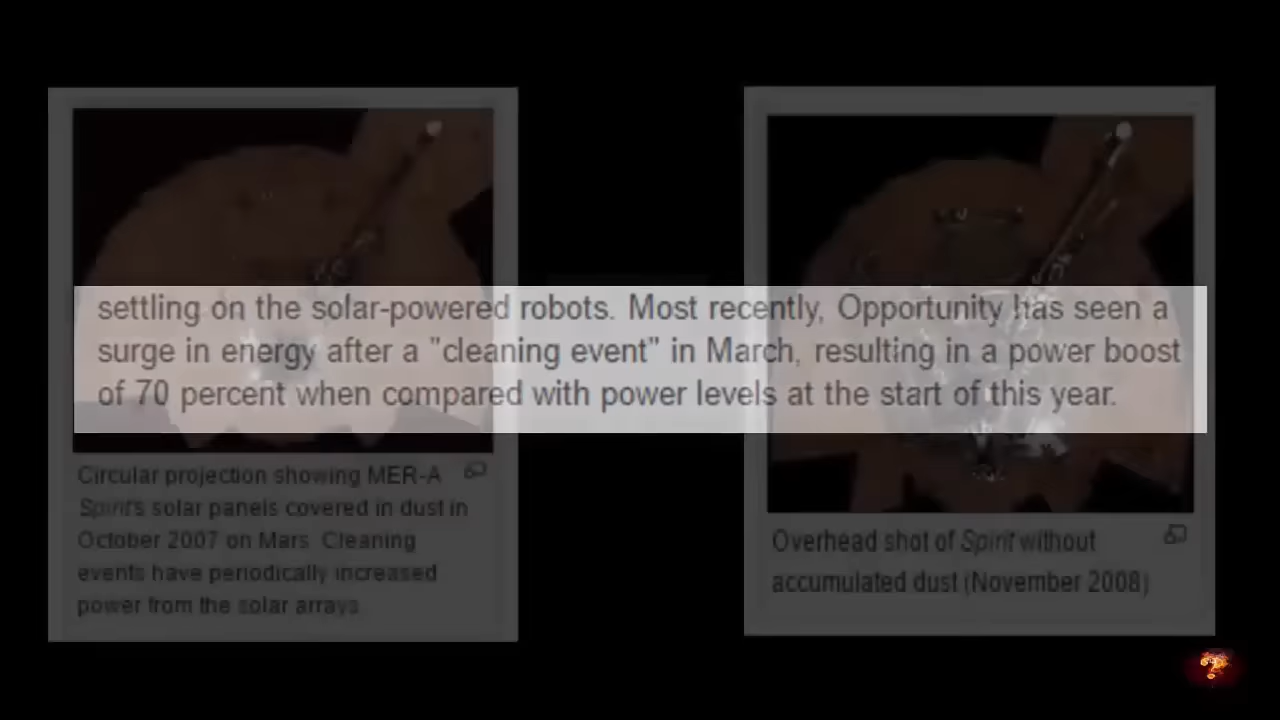 settling on the solar-powered robots. Most recently, Opportunity has seen a
surge in energy after a "cleaning event" in March, resulting in a power boost
of 70 percent when compared with power levels at the start of this year.
Circular projection showing MER-A
Spirit's solar panels covered in dust in
October 2007 on Mars. Cleaning
events have periodically increased
power from the solar arrays.
Overhead shot of Spirit without
accumulated dust (November 2008)